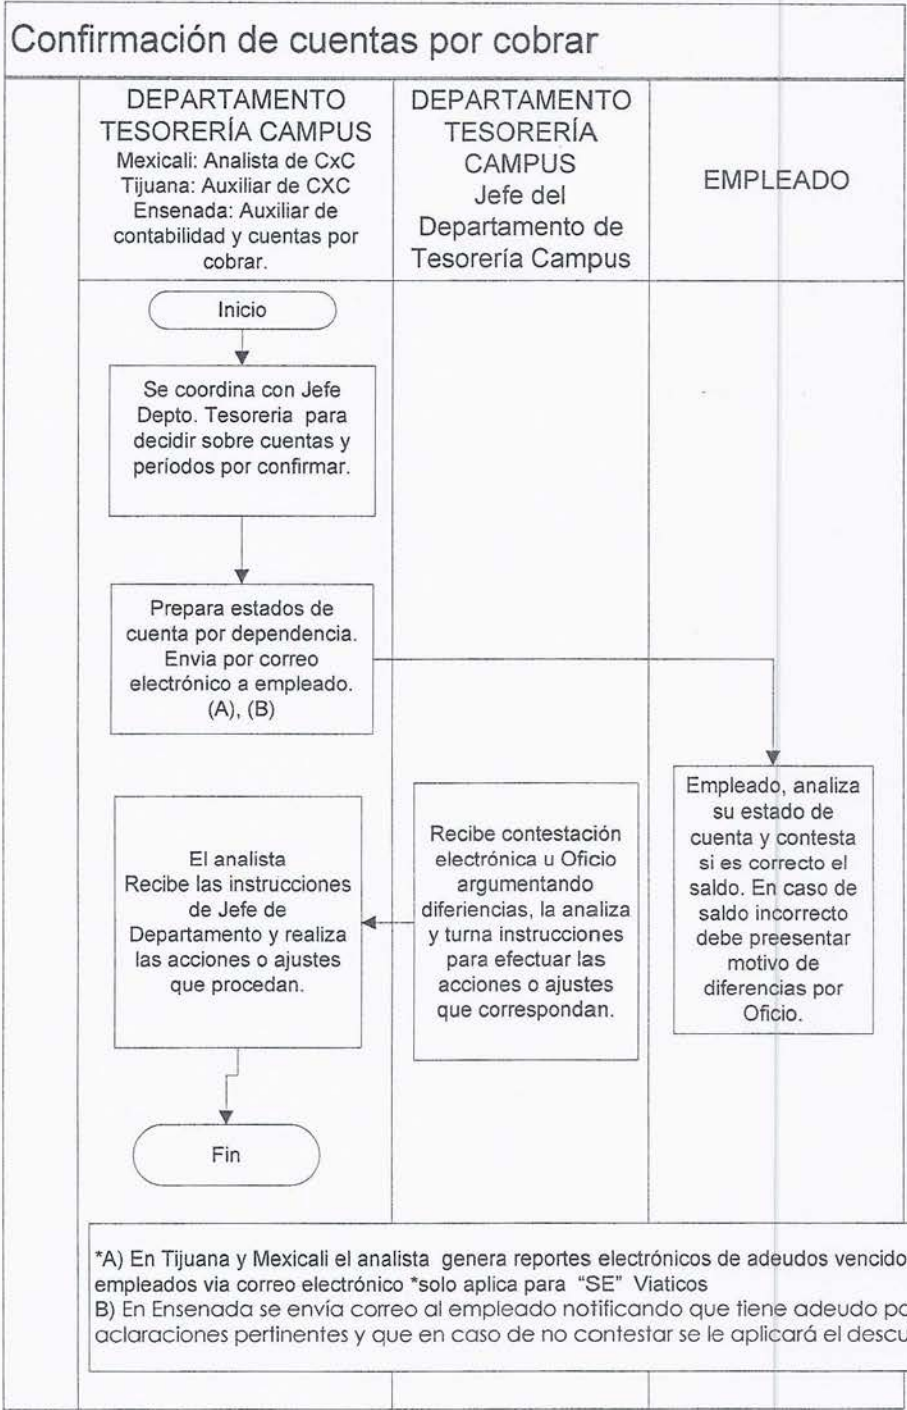 Confirmación de cuentas por cobrar
DEPARTAMENTO
TESORERÍA CAMPUS
Mexicali: Analista de CxC
Tijuana: Auxiliar de CXC
Ensenada: Auxiliar de
contabilidad y cuentas por
cobrar.
DEPARTAMENTO
TESORERÍA
CAMPUS
Jefe del
Departamento de
Tesorería Campus
EMPLEADO
Inicio
Se coordina con Jefe
Depto. Tesoreria para
decidir sobre cuentas y
períodos por confirmar.
Prepara estados de
cuenta por dependencia.
Envia por correo
electrónico a empleado.
(A), (B)
Empleado, analiza
su estado de
cuenta y contesta
si es correcto el
saldo. En caso de
saldo incorrecto
debe preesentar
motivo de
diferencias por
Oficio.
Recibe contestación
electrónica u Oficio
argumentando
diferiencias, la analiza
y turna instrucciones
para efectuar las
acciones o ajustes
que correspondan.
El analista
Recibe las instrucciones
de Jefe de
Departamento y realiza
las acciones o ajustes
que procedan.
Fin
*A) En Tijuana y Mexicali el analista genera reportes electrónicos de adeudos vencido
empleados via correo electrónico *solo aplica para “SE” Viaticos
B) En Ensenada se envía correo al empleado notificando que tiene adeudo
aclaraciones pertinentes y que en caso de no contestar se le aplicará el